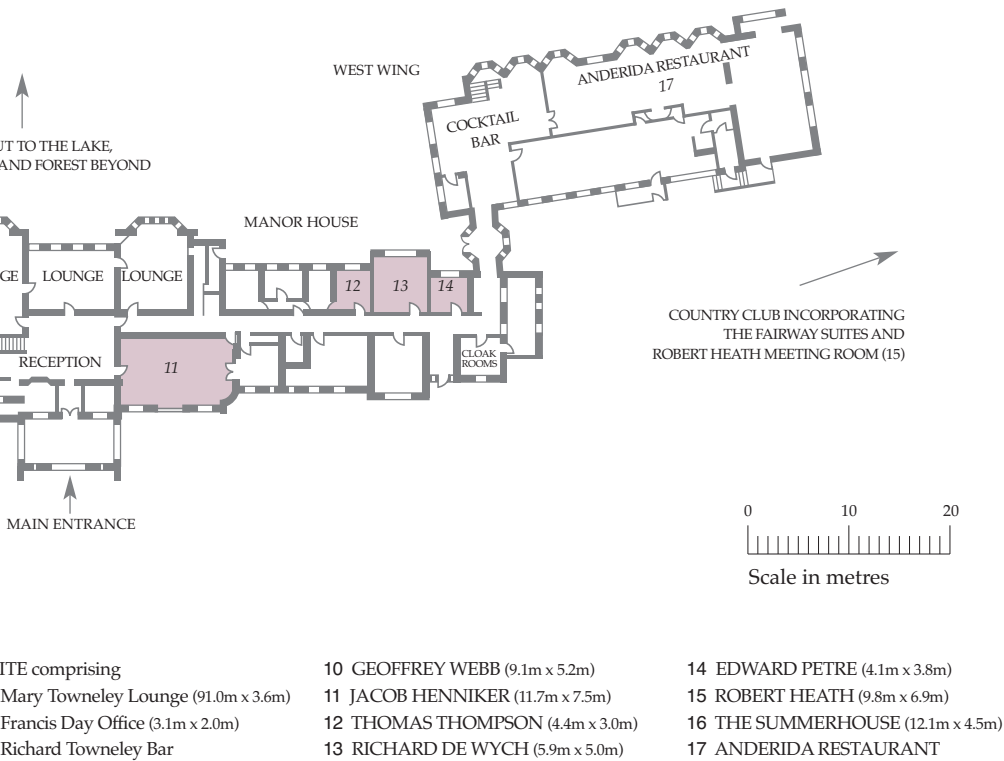 WEST WING
ANDERIDA RESTAURANT
17
COCKTAIL
BAR
UT TO THE LAKE,
AND FOREST BEYOND
MANOR HOUSE
GE
LOUNGE
LOUNGE
12
13
14
COUNTRY CLUB INCORPORATING
THE FAIRWAY SUITES AND
ROBERT HEATH MEETING ROOM (15)
RECEPTION
11
CLOAK
ROOMS
MAIN ENTRANCE
0 10 20
Scale in metres
ITE comprising
Mary Towneley Lounge (91.0m x 3.6m)
Francis Day Office (3.1m x 2.0m)
Richard Towneley Bar
10 GEOFFREY WEBB (9.1m x 5.2m)
11 JACOB HENNIKER (11.7m x 7.5m)
12 THOMAS THOMPSON (4.4m x 3.0m)
13 RICHARD DE WYCH (5.9m x 5.0m)
14 EDWARD PETRE (4.1m x 3.8m)
15 ROBERT HEATH (9.8m x 6.9m)
16 THE SUMMERHOUSE (12.1m x 4.5m)
17 ANDERIDA RESTAURANT